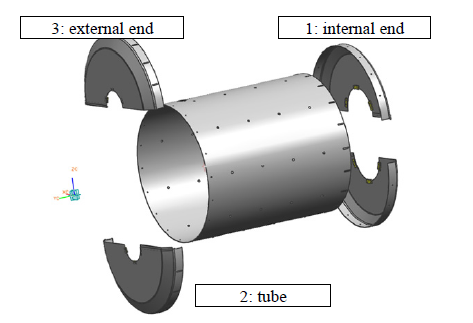 3: external end
1: internal end
2: tube